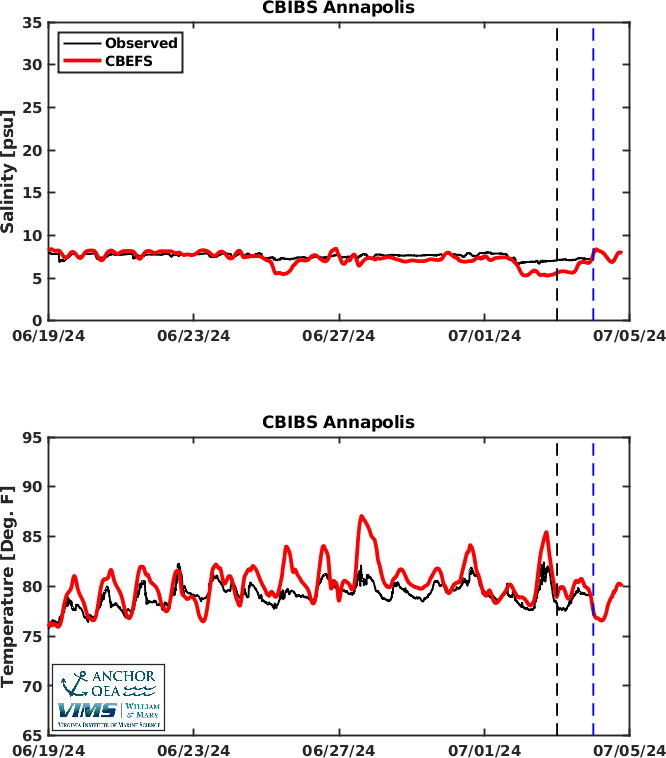 CBIBS Annapolis
35
30
25
20
15
10
5
0
Salinity [psu]
Observed
CBEFS
06/19/24 06/23/24 06/27/24 07/01/24 07/05/24
CBIBS Annapolis
95
90
85
80
75
70
65
Temperature [Deg. F]
ANCHOR
QEA
VIMS
WILLIAM
& MARY
VIRGINIA INSTITUTE OF MARINE SCIENCE
06/19/24 06/23/24 06/27/24 07/01/24 07/05/24